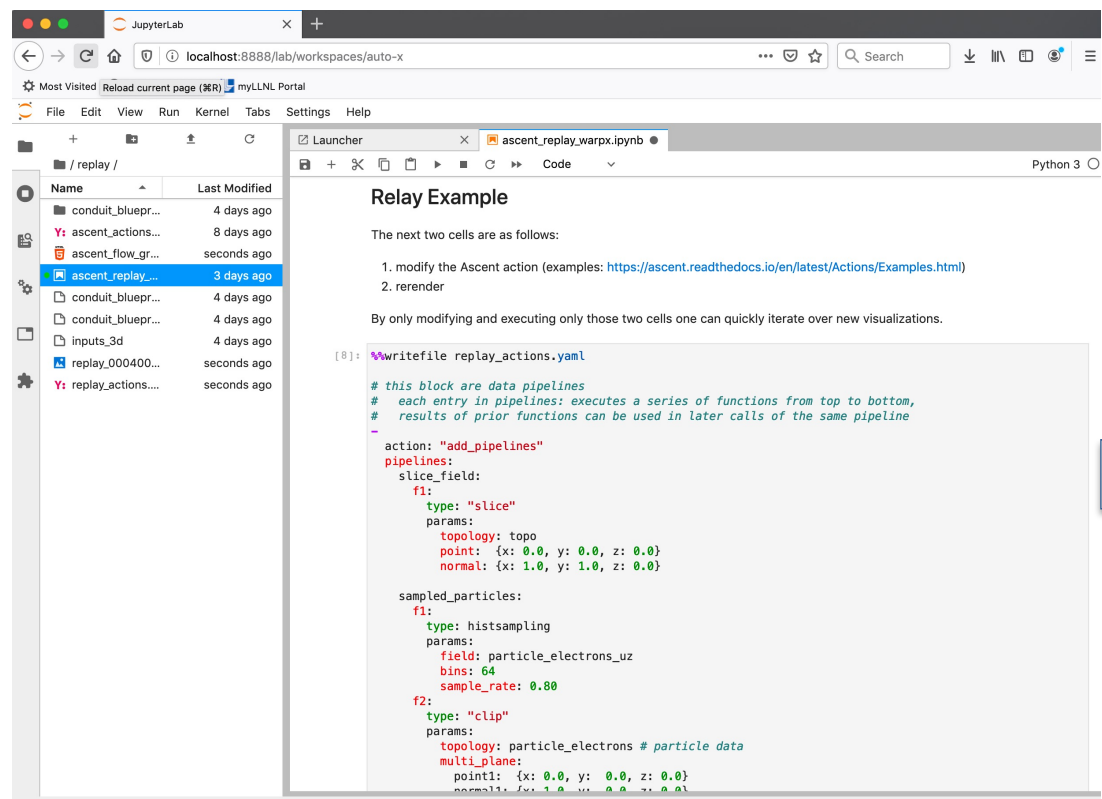 JupyterLab
localhost:8888/lab/workspaces/auto-x
Search
Most Visited
Reload current page (⌘R)
myLLNL Portal
File Edit View Run Kernel Tabs Settings Help
/ replay /
Name Last Modified
conduit_bluepr... 4 days ago
ascent_actions... 8 days ago
ascent_flow_gr... seconds ago
ascent_replay_... 3 days ago
conduit_bluepr... 4 days ago
conduit_bluepr... 4 days ago
inputs_3d 4 days ago
replay_000400... seconds ago
replay_actions.... seconds ago
Launcher
ascent_replay_warpx.ipynb
Code
Python 3
Relay Example
The next two cells are as follows:
1. modify the Ascent action (examples: https://ascent.readthedocs.io/en/latest/Actions/Examples.html)
2. rerender
By only modifying and executing only those two cells one can quickly iterate over new visualizations.
[8]: %%writefile replay_actions.yaml
# this block are data pipelines
#   each entry in pipelines: executes a series of functions from top to bottom,
#   results of prior functions can be used in later calls of the same pipeline
-
  action: "add_pipelines"
  pipelines:
    slice_field:
      f1:
        type: "slice"
        params:
          topology: topo
          point:  {x: 0.0, y: 0.0, z: 0.0}
          normal: {x: 1.0, y: 1.0, z: 0.0}
    sampled_particles:
      f1:
        type: histsampling
        params:
          field: particle_electrons_uz
          bins: 64
          sample_rate: 0.80
      f2:
        type: "clip"
        params:
          topology: particle_electrons # particle data
          multi_plane:
            point1:  {x: 0.0, y:  0.0, z: 0.0}
            normal1: {x: 1.0, y:  0.0, z: 0.0}